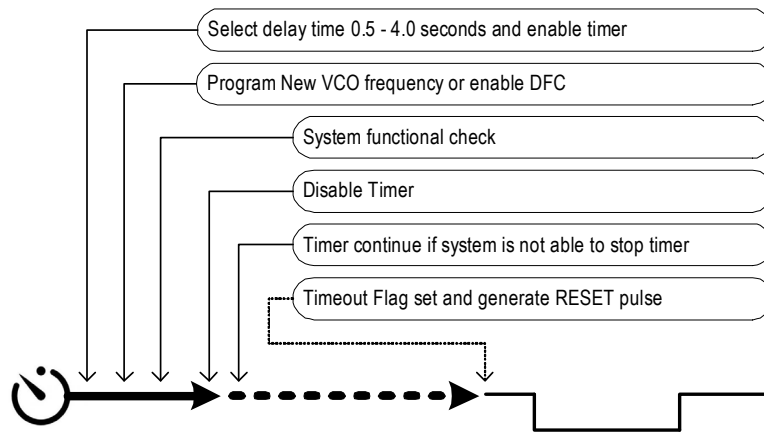 Select delay time 0.5 - 4.0 seconds and enable timer
Program New VCO frequency or enable DFC
System functional check
Disable Timer
Timer continue if system is not able to stop timer
Timeout Flag set and generate RESET pulse